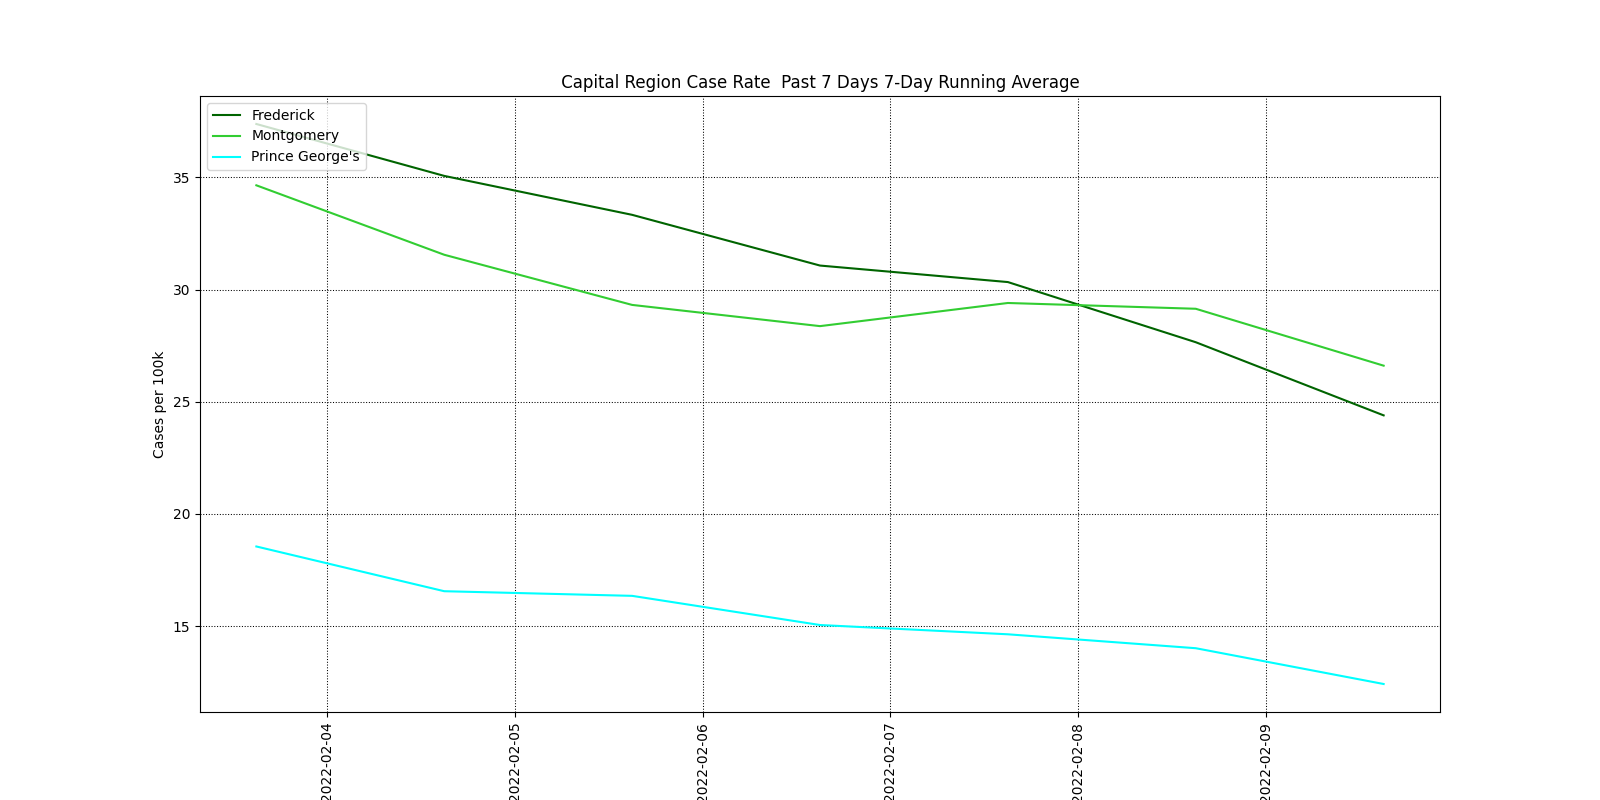 Capital Region Case Rate  Past 7 Days 7-Day Running Average
Frederick
Montgomery
Prince George's
35
30
25
20
15
Cases per 100k
2022-02-04
2022-02-05
2022-02-06
2022-02-07
2022-02-08
2022-02-09